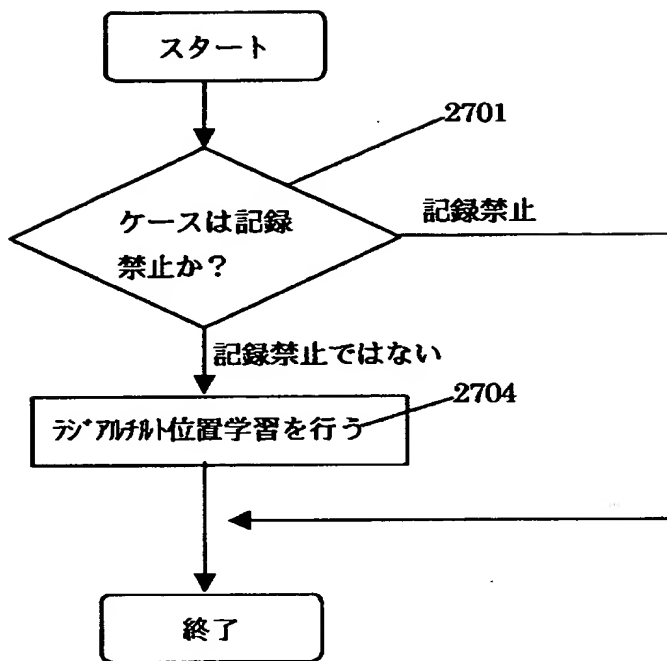 スタート
2701
ケースは記録
禁止か?
記録禁止
記録禁止ではない
2704
ﾗｼﾞｱﾙﾁﾙﾄ位置学習を行う
終了